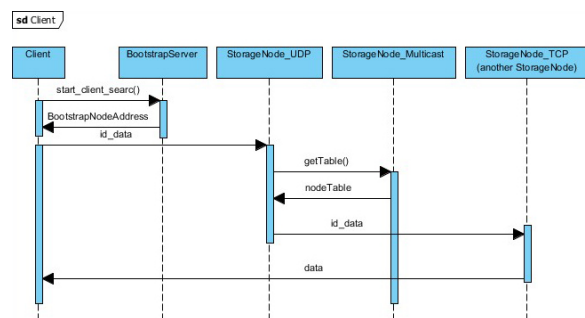 sd Client
Client
BootstrapServer
StorageNode_UDP
StorageNode_Multicast
StorageNode_TCP
(another StorageNode)
start_client_searc()
BootstrapNodeAddress
id_data
getTable()
nodeTable
id_data
data